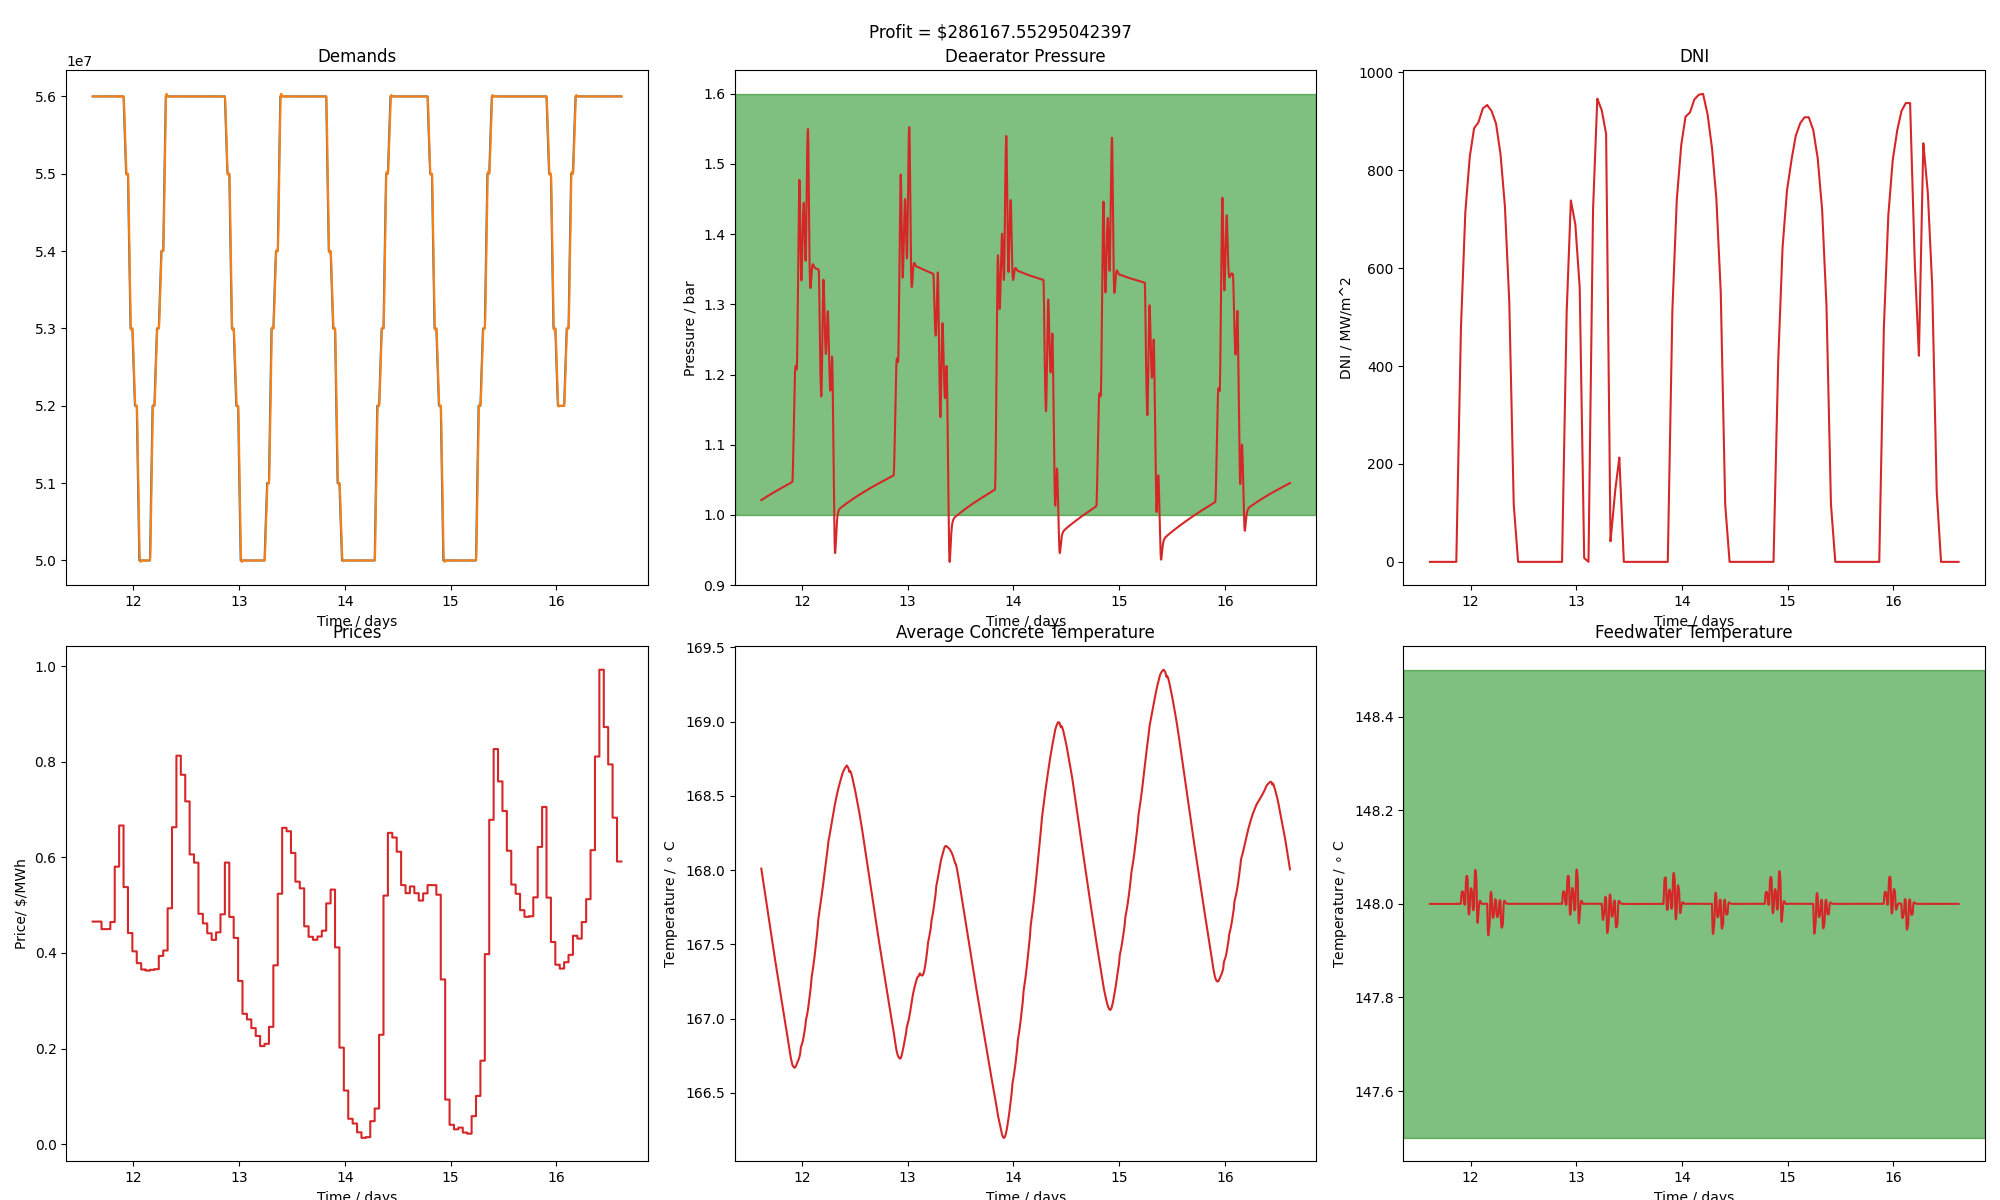 Profit = $286167.55295042397
Demands
1e7
5.6
5.5
5.4
5.3
5.2
5.1
5.0
12 13 14 15 16
Time / days
Deaerator Pressure
Pressure / bar
1.6
1.5
1.4
1.3
1.2
1.1
1.0
0.9
12 13 14 15 16
Time / days
DNI
DNI / MW/m^2
1000
800
600
400
200
0
12 13 14 15 16
Time / days
Prices
Price/ $/MWh
1.0
0.8
0.6
0.4
0.2
0.0
12 13 14 15 16
Time / days
Average Concrete Temperature
Temperature / ∘ C
169.5
169.0
168.5
168.0
167.5
167.0
166.5
12 13 14 15 16
Time / days
Feedwater Temperature
Temperature / ∘ C
148.4
148.2
148.0
147.8
147.6
12 13 14 15 16
Time / days